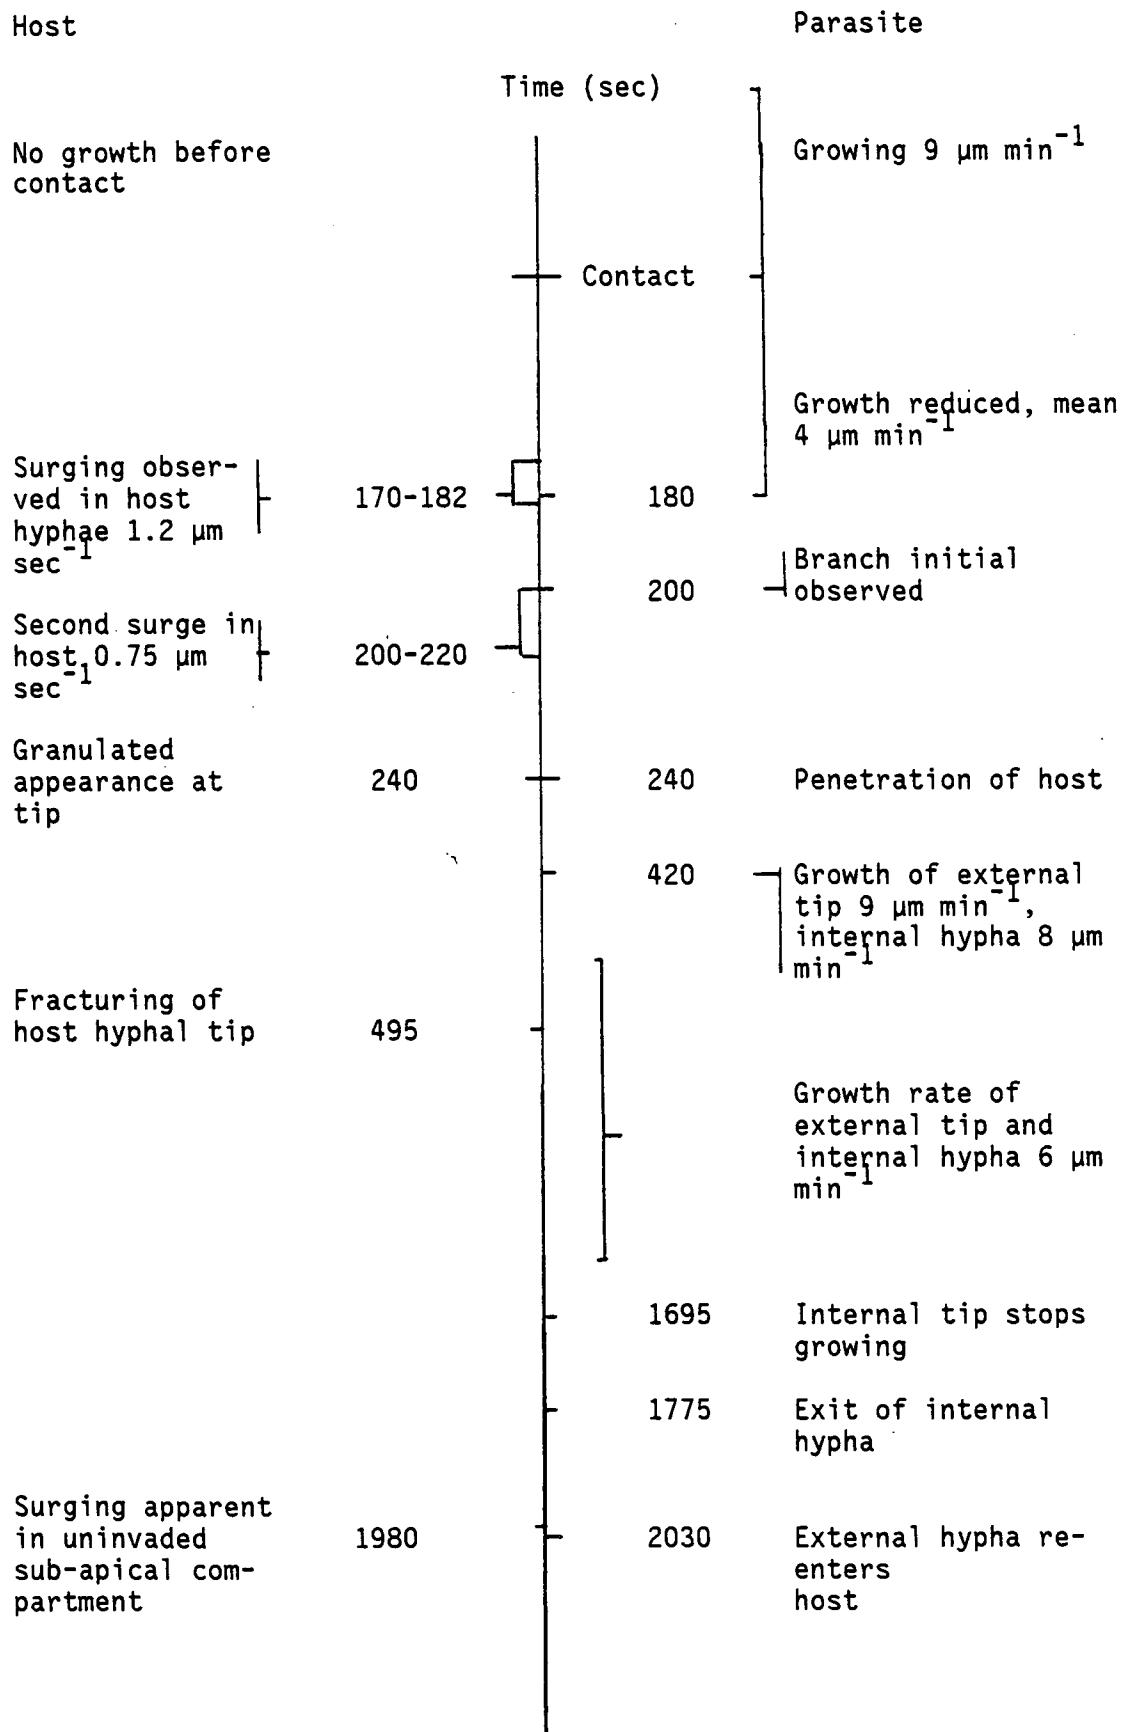 Host
Parasite
Time (sec)
No growth before
contact
Growing 9 µm min⁻¹
Contact
Growth reduced, mean
4 µm min⁻¹
Surging obser-
ved in host
hyphae 1.2 µm
sec⁻¹
170-182
180
Branch initial
observed
200
Second surge in
host 0.75 µm
sec⁻¹
200-220
Granulated
appearance at
tip
240
240
Penetration of host
420
Growth of external
tip 9 µm min⁻¹,
internal hypha 8 µm
min⁻¹
Fracturing of
host hyphal tip
495
Growth rate of
external tip and
internal hypha 6 µm
min⁻¹
1695
Internal tip stops
growing
1775
Exit of internal
hypha
Surging apparent
in uninvaded
sub-apical com-
partment
1980
2030
External hypha re-
enters
host